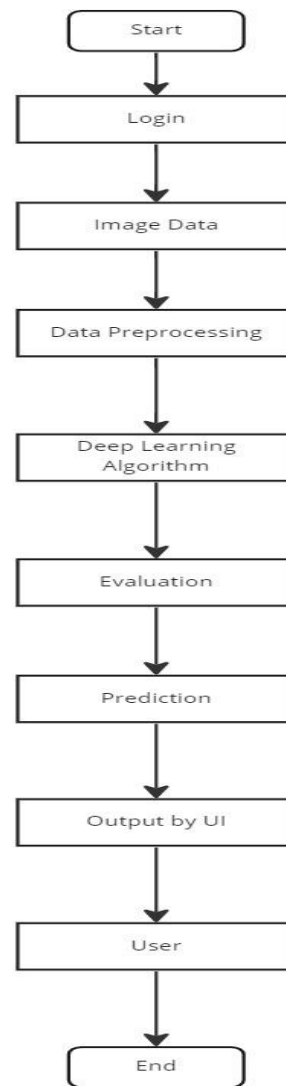 Start
Login
Image Data
Data Preprocessing
Deep Learning
Algorithm
Evaluation
Prediction
Output by UI
User
End